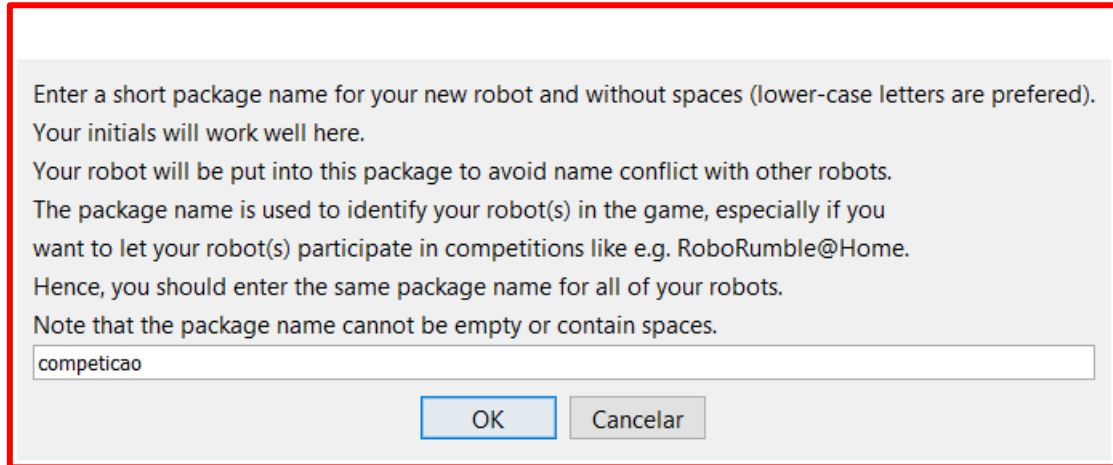 Enter a short package name for your new robot and without spaces (lower-case letters are prefered).
Your initials will work well here.
Your robot will be put into this package to avoid name conflict with other robots.
The package name is used to identify your robot(s) in the game, especially if you
want to let your robot(s) participate in competitions like e.g. RoboRumble@Home.
Hence, you should enter the same package name for all of your robots.
Note that the package name cannot be empty or contain spaces.
competicao
OK Cancelar